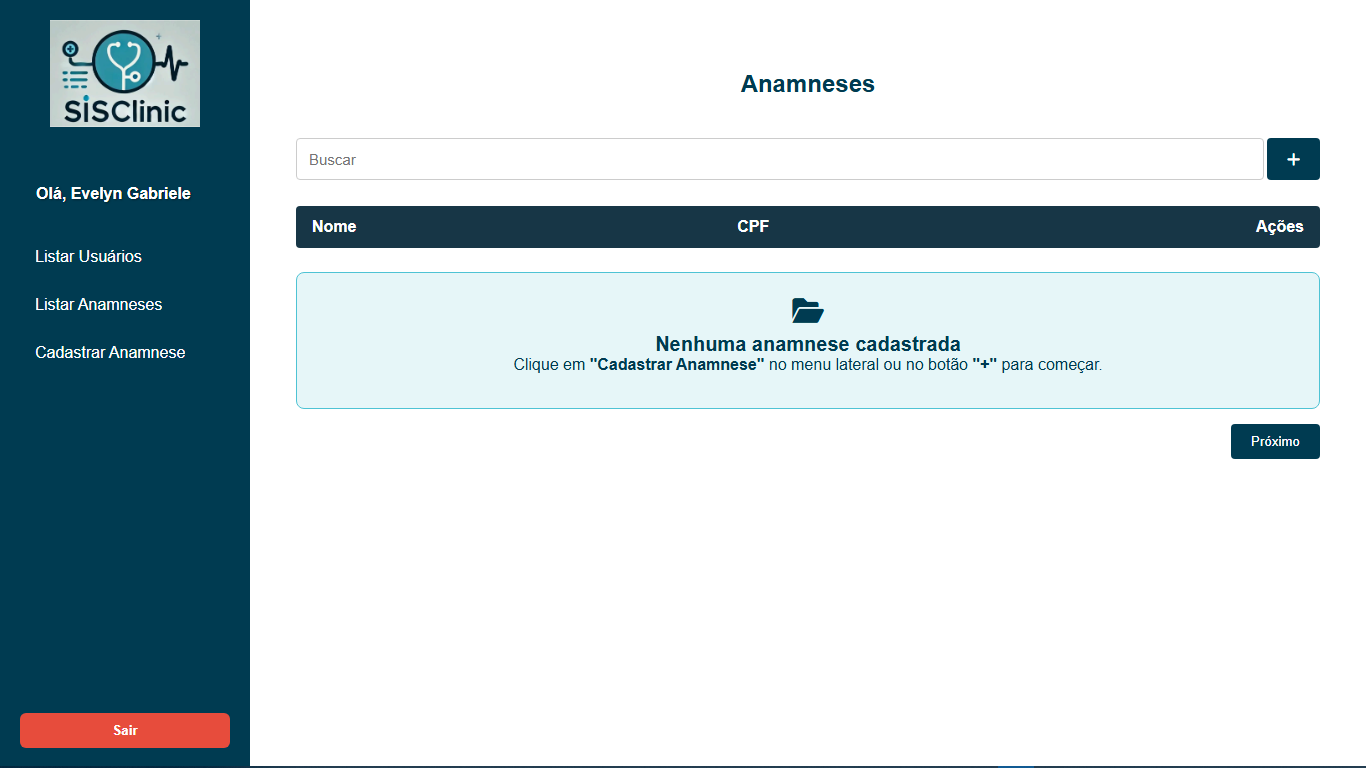 SiSClinic
Olá, Evelyn Gabriele
Listar Usuários
Listar Anamneses
Cadastrar Anamnese
Sair
Anamneses
Buscar
+
Nome CPF Ações
Nenhuma anamnese cadastrada
Clique em "Cadastrar Anamnese" no menu lateral ou no botão "+" para começar.
Próximo